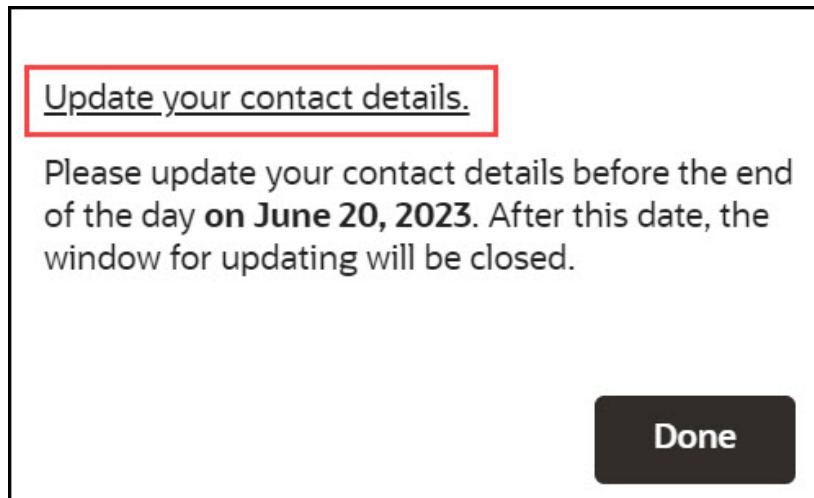 Update your contact details.
Please update your contact details before the end
of the day on June 20, 2023. After this date, the
window for updating will be closed.
Done